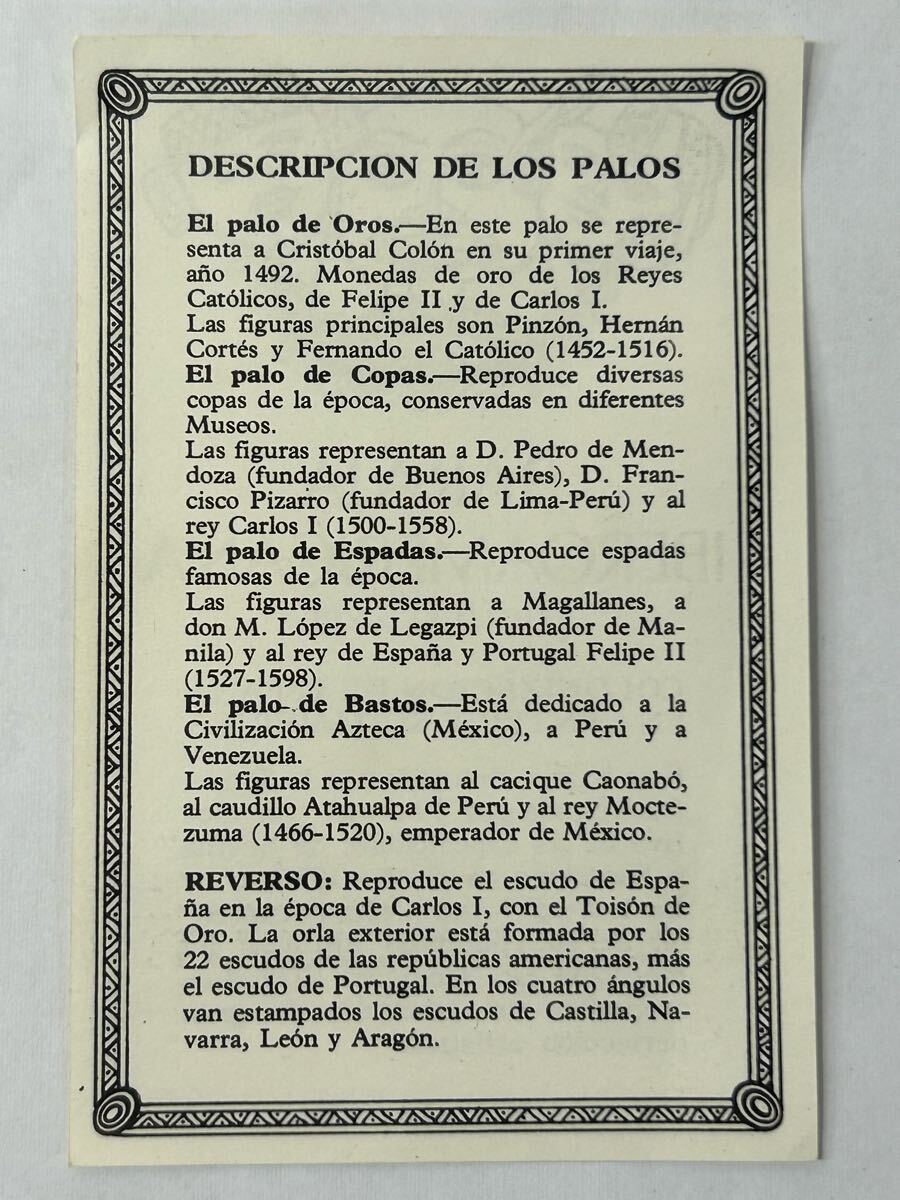 DESCRIPCION DE LOS PALOS
El palo de Oros.—En este palo se repre-
senta a Cristóbal Colón en su primer viaje,
año 1492. Monedas de oro de los Reyes
Católicos, de Felipe II y de Carlos I.
Las figuras principales son Pinzón, Hernán
Cortés y Fernando el Católico (1452-1516).
El palo de Copas.—Reproduce diversas
copas de la época, conservadas en diferentes
Museos.
Las figuras representan a D. Pedro de Men-
doza (fundador de Buenos Aires), D. Fran-
cisco Pizarro (fundador de Lima-Perú) y al
rey Carlos I (1500-1558).
El palo de Espadas.—Reproduce espadas
famosas de la época.
Las figuras representan a Magallanes, a
don M. López de Legazpi (fundador de Ma-
nila) y al rey de España y Portugal Felipe II
(1527-1598).
El palo de Bastos.—Está dedicado a la
Civilización Azteca (México), a Perú y a
Venezuela.
Las figuras representan al cacique Caonabó,
al caudillo Atahualpa de Perú y al rey Mocte-
zuma (1466-1520), emperador de México.
REVERSO: Reproduce el escudo de Espa-
ña en la época de Carlos I, con el Toisón de
Oro. La orla exterior está formada por los
22 escudos de las repúblicas americanas, más
el escudo de Portugal. En los cuatro ángulos
van estampados los escudos de Castilla, Na-
varra, León y Aragón.